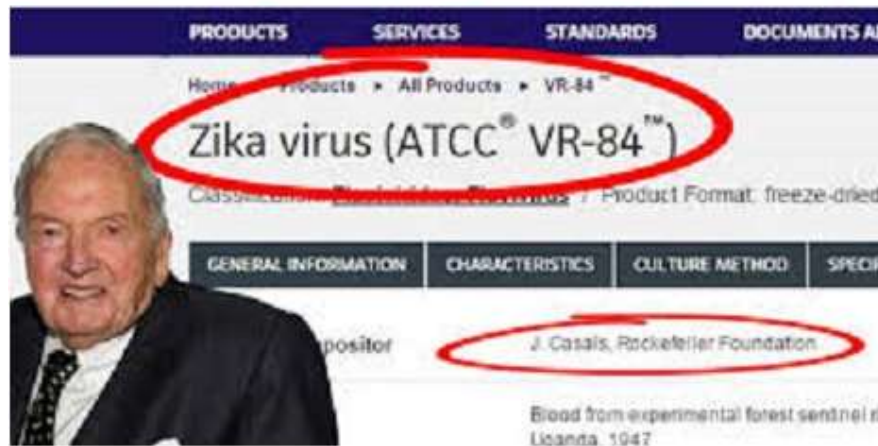 PRODUCTS SERVICES STANDARDS DOCUMENTS
Home Products ▸ All Products ▸ VR-84™
Zika virus (ATCC® VR-84™)
/ Product Format: freeze-dried
GENERAL INFORMATION CHARACTERISTICS CULTURE METHOD
J. Casals, Rockefeller Foundation
Blood from experimental forest sentinel
Uganda, 1947